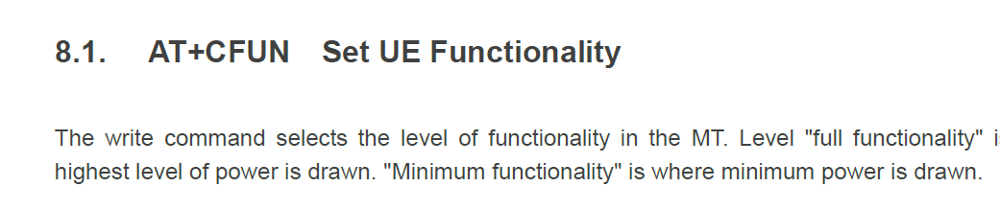 8.1. AT+CFUN Set UE Functionality
The write command selects the level of functionality in the MT. Level "full functionality"
highest level of power is drawn. "Minimum functionality" is where minimum power is drawn.